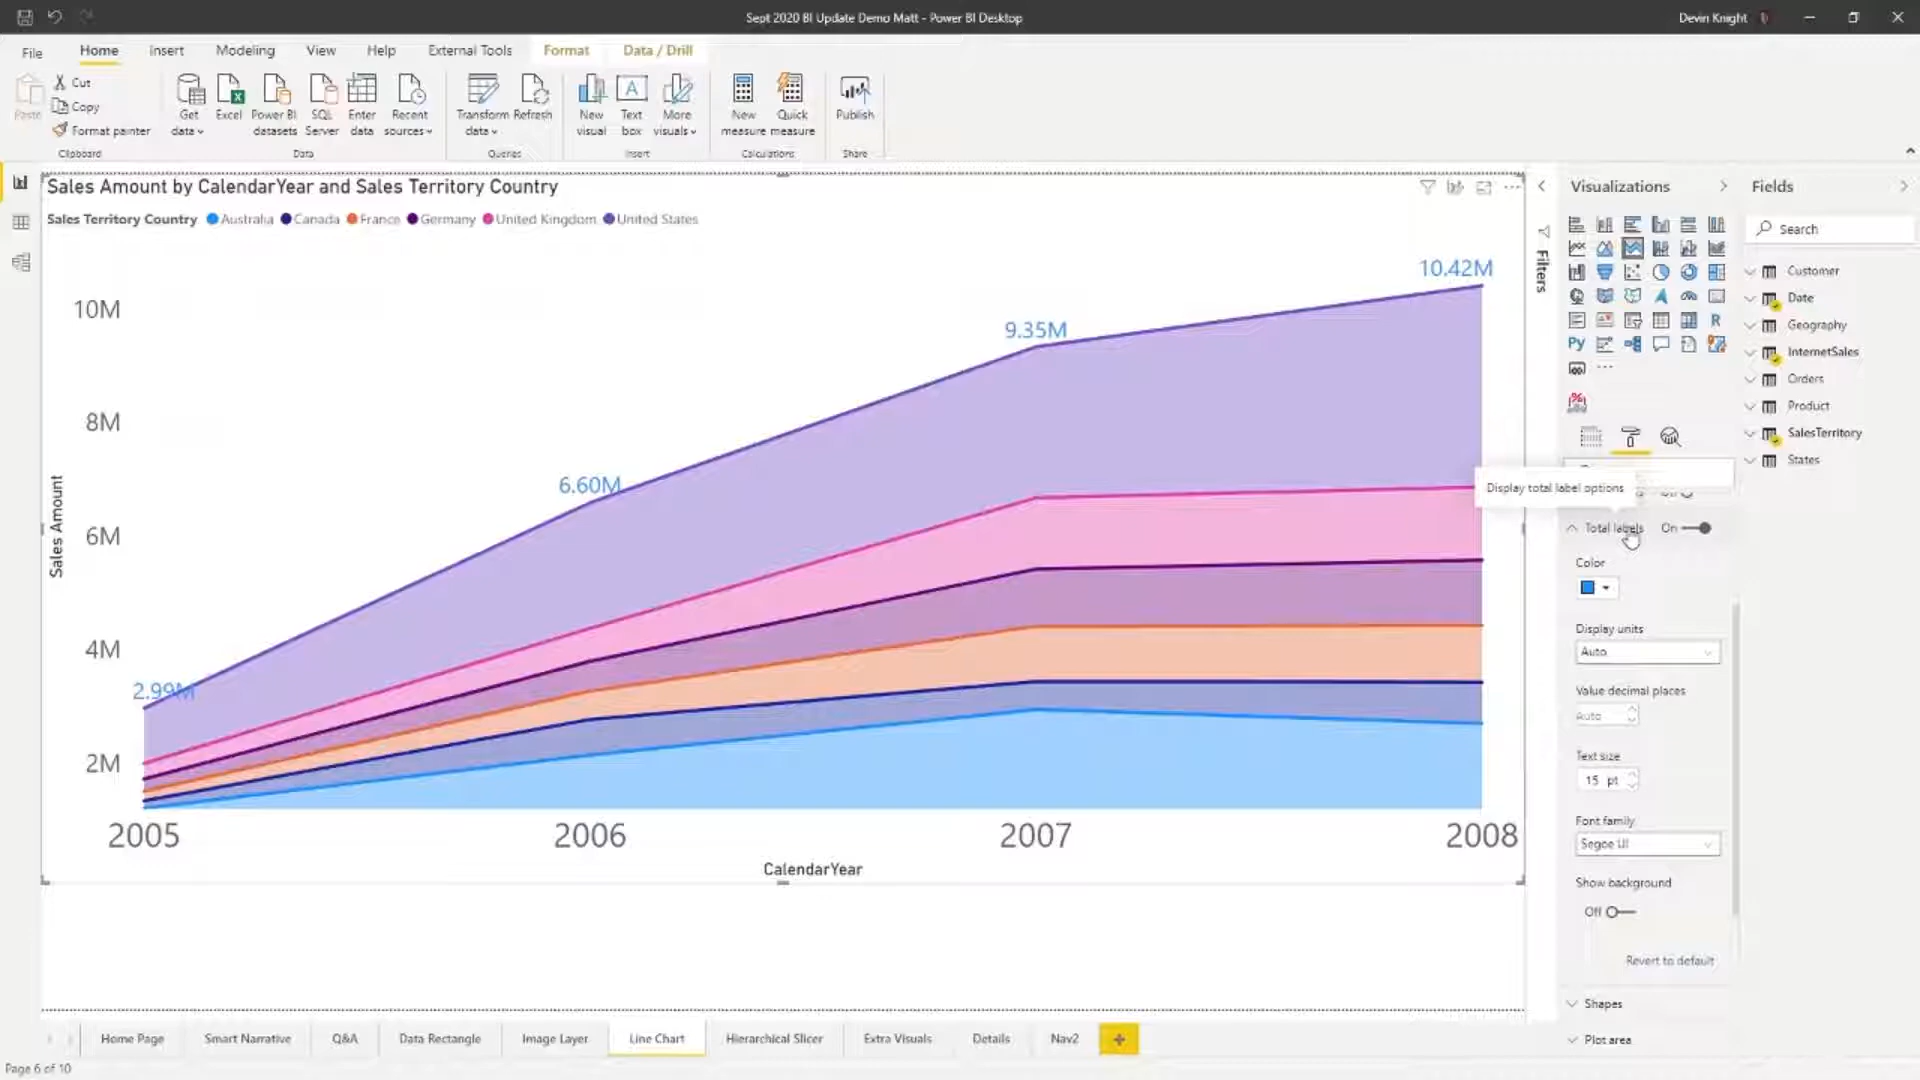 Sept 2020 BI Update Demo Matt - Power BI Desktop
Devin Knight
File
Home
Insert
Modeling
View
Help
External Tools
Format
Data / Drill
Paste
Cut
Copy
Format painter
Clipboard
Get data
Excel
Power BI datasets
SQL Server
Enter data
Recent sources
Data
Transform data
Refresh
Queries
New visual
Text box
More visuals
Insert
New measure
Quick measure
Calculations
Publish
Share
Sales Amount by CalendarYear and Sales Territory Country
Sales Territory Country Australia Canada France Germany United Kingdom United States
10M
8M
6M
4M
2M
Sales Amount
2.99M
6.60M
9.35M
10.42M
2005
2006
2007
2008
CalendarYear
Filters
Visualizations
R
Py
Display total label options
Total labels On
Color
Display units
Auto
Value decimal places
Auto
Text size
15 pt
Font family
Segoe UI
Show background
Off
Revert to default
Shapes
Plot area
Fields
Search
Customer
Date
Geography
InternetSales
Orders
Product
SalesTerritory
States
Home Page
Smart Narrative
Q&A
Data Rectangle
Image Layer
Line Chart
Hierarchical Slicer
Extra Visuals
Details
Nav2
Page 6 of 10